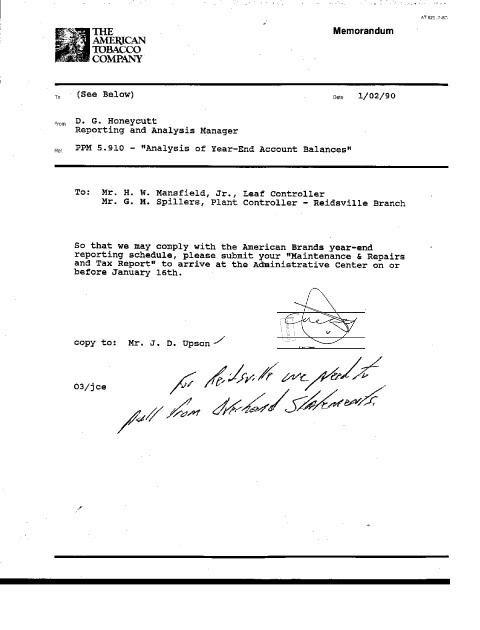 THE
AMERICAN
TOBACCO
COMPANY
Memorandum
To (See Below)
Date 1/02/90
From D. G. Honeycutt
Reporting and Analysis Manager
Re: PPM 5.910 - "Analysis of Year-End Account Balances"
To: Mr. H. W. Mansfield, Jr., Leaf Controller
Mr. G. M. Spillers, Plant Controller - Reidsville Branch
So that we may comply with the American Brands year-end
reporting schedule, please submit your "Maintenance & Repairs
and Tax Report" to arrive at the Administrative Center on or
before January 16th.
copy to: Mr. J. D. Upson
03/jce
For Reidsville we need to
pull from Overhead Statements.